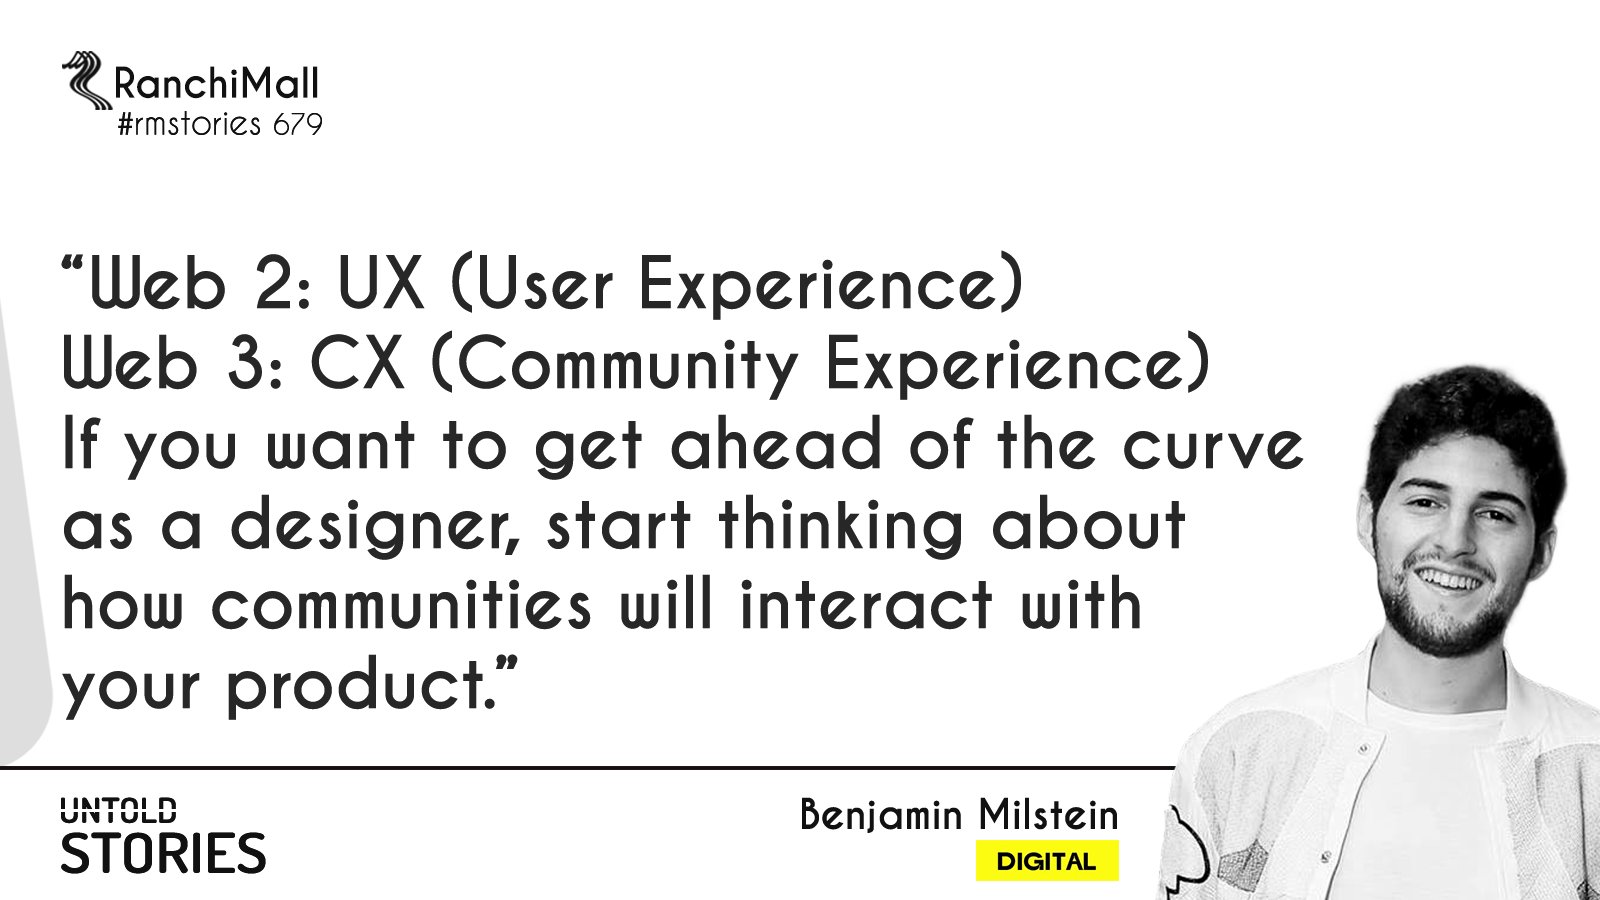 RanchiMall
#rmstories 679
“Web 2: UX (User Experience)
Web 3: CX (Community Experience)
If you want to get ahead of the curve
as a designer, start thinking about
how communities will interact with
your product.”
UNTOLD
STORIES
Benjamin Milstein
DIGITAL